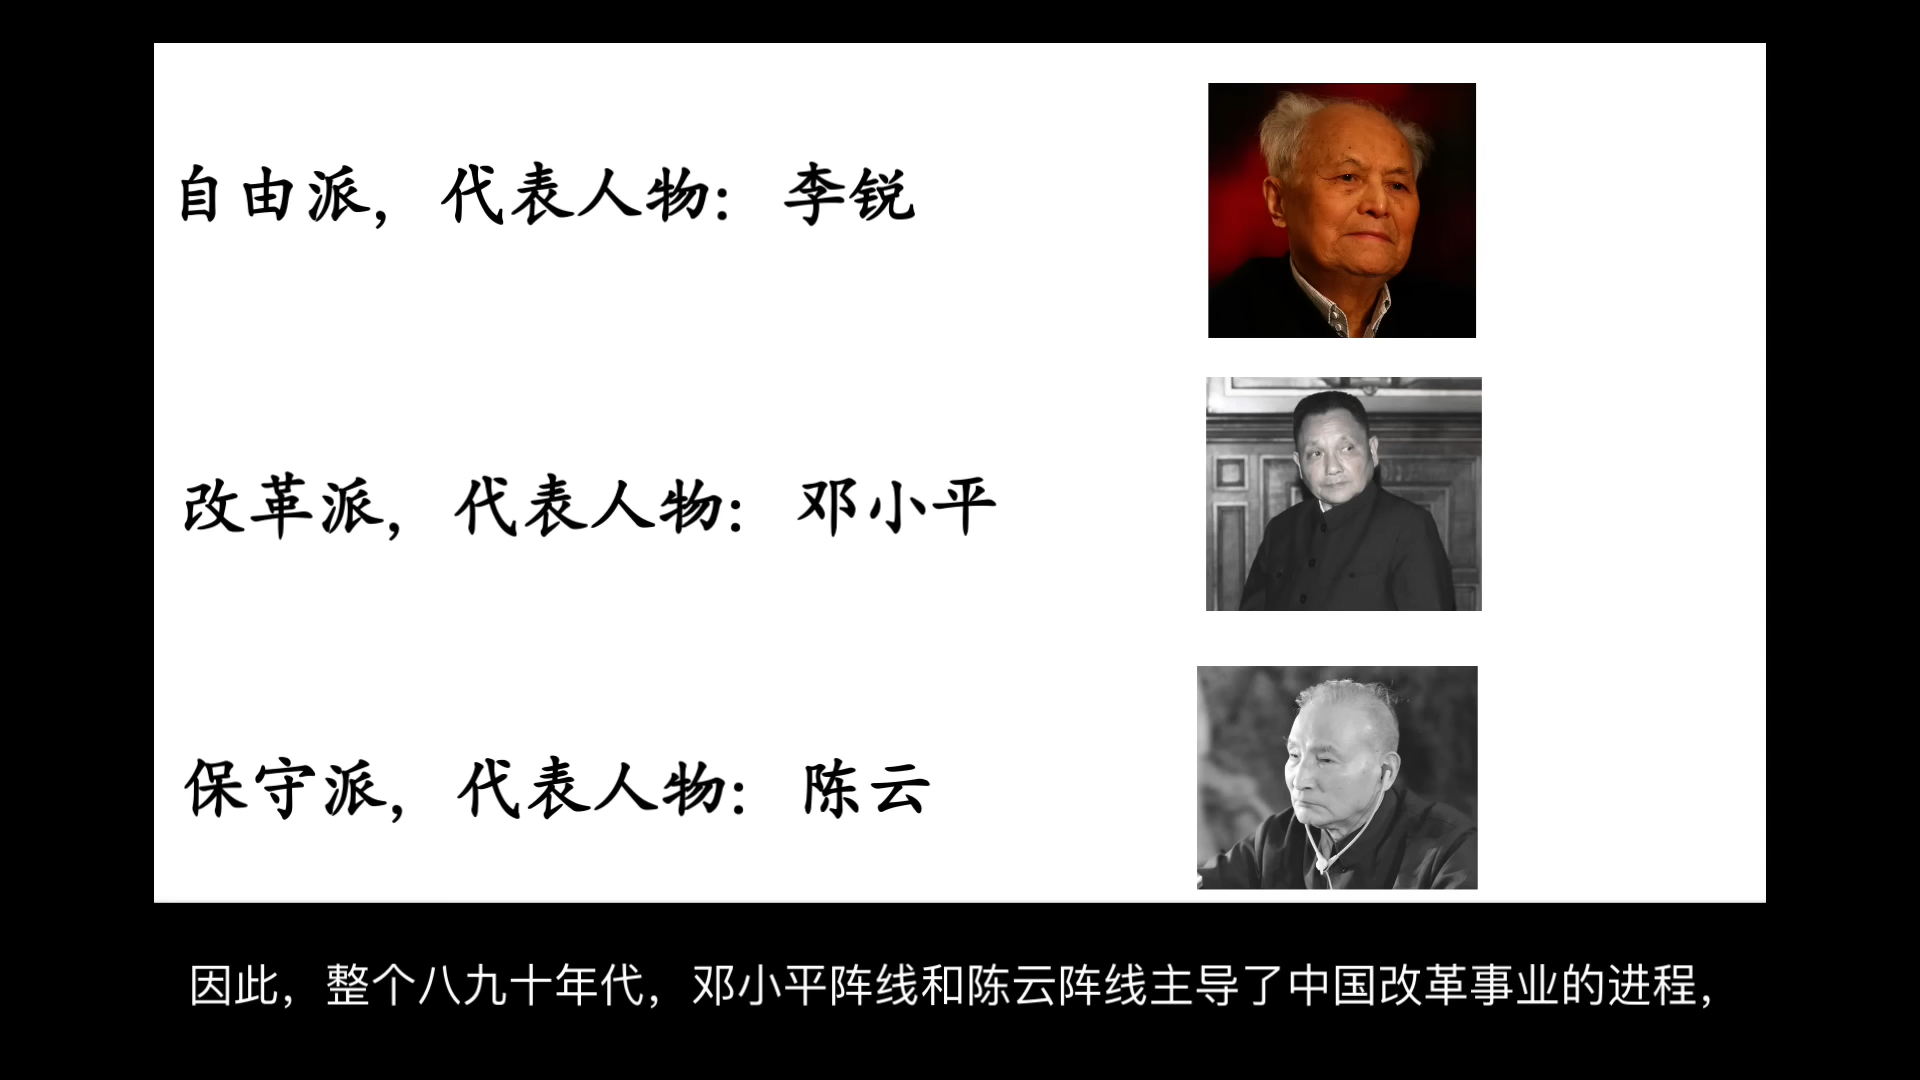 自由派，代表人物：李锐
改革派，代表人物：邓小平
保守派，代表人物：陈云
因此，整个八九十年代，邓小平阵线和陈云阵线主导了中国改革事业的进程，